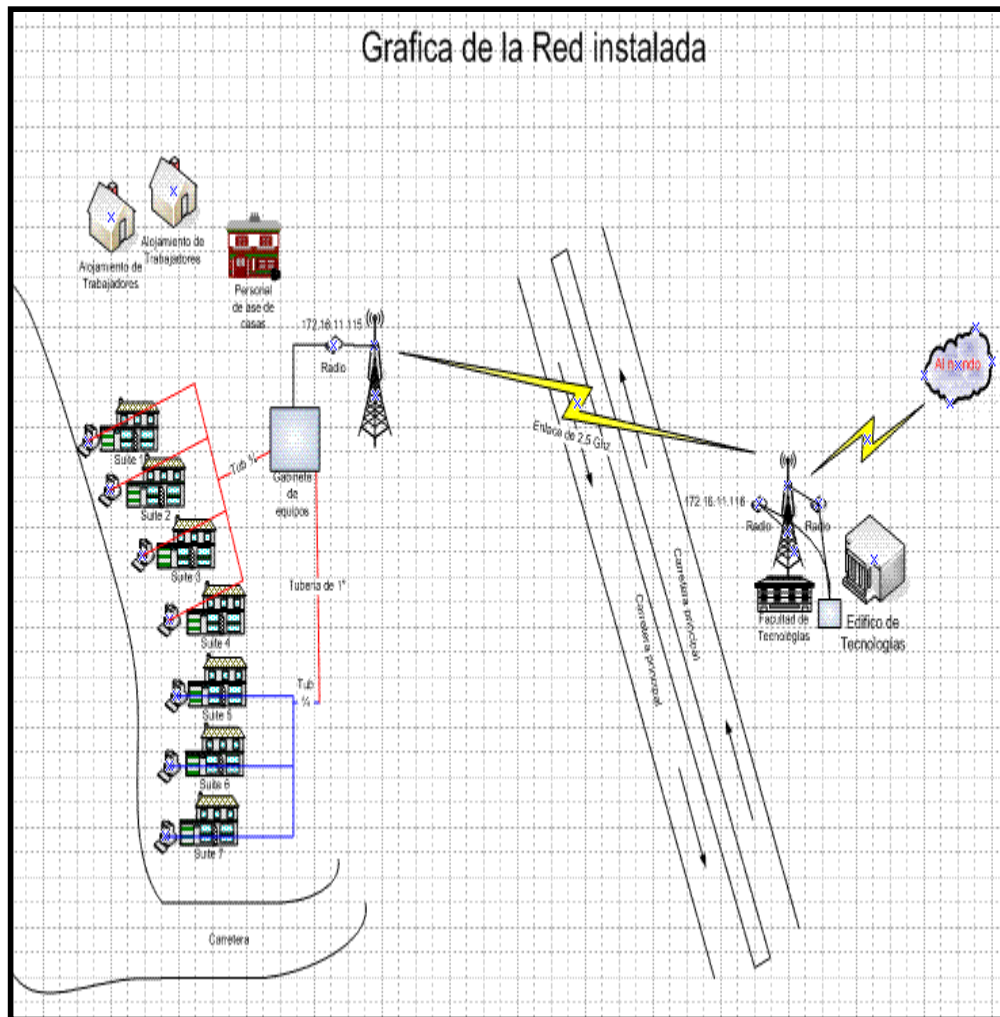 Grafica de la Red instalada
Alojamiento de
Trabajadores
Alojamiento de
Trabajadores
Personal
de ase de
casas
172.16.11.115
Radio
Al mundo
Enlace de 2.5 Ghz
Suite 1
Tub ¾
Gabinete
de
equipos
Suite 2
172.16.11.116
Radio
Radio
Suite 3
Tuberia de 1"
Carretera principal
Carretera principal
Facultad de
Tecnologias
Edifico de
Tecnologias
Suite 4
Tub
¾
Suite 5
Suite 6
Suite 7
Carretera